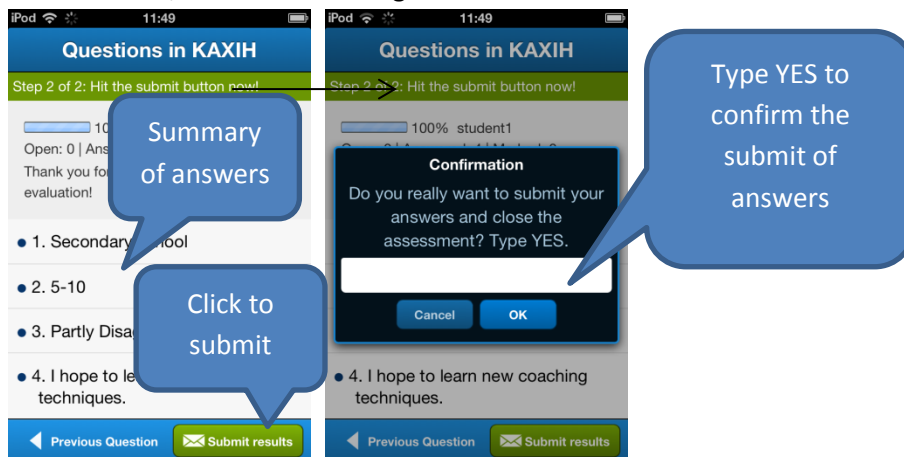 iPod 11:49
Questions in KAXIH
Step 2 of 2: Hit the submit button now!
10
Open: 0 | Ans
Thank you fo
evaluation!
1. Secondary
2. 5-10
3. Partly Disa
4. I hope to le
techniques.
Previous Question
Submit results
Summary
of answers
Click to
submit
iPod 11:49
Questions in KAXIH
Step 2 of 2: Hit the submit button now!
100% student1
Confirmation
Do you really want to submit your
answers and close the
assessment? Type YES.
Cancel
OK
4. I hope to learn new coaching
techniques.
Previous Question
Submit results
Type YES to
confirm the
submit of
answers